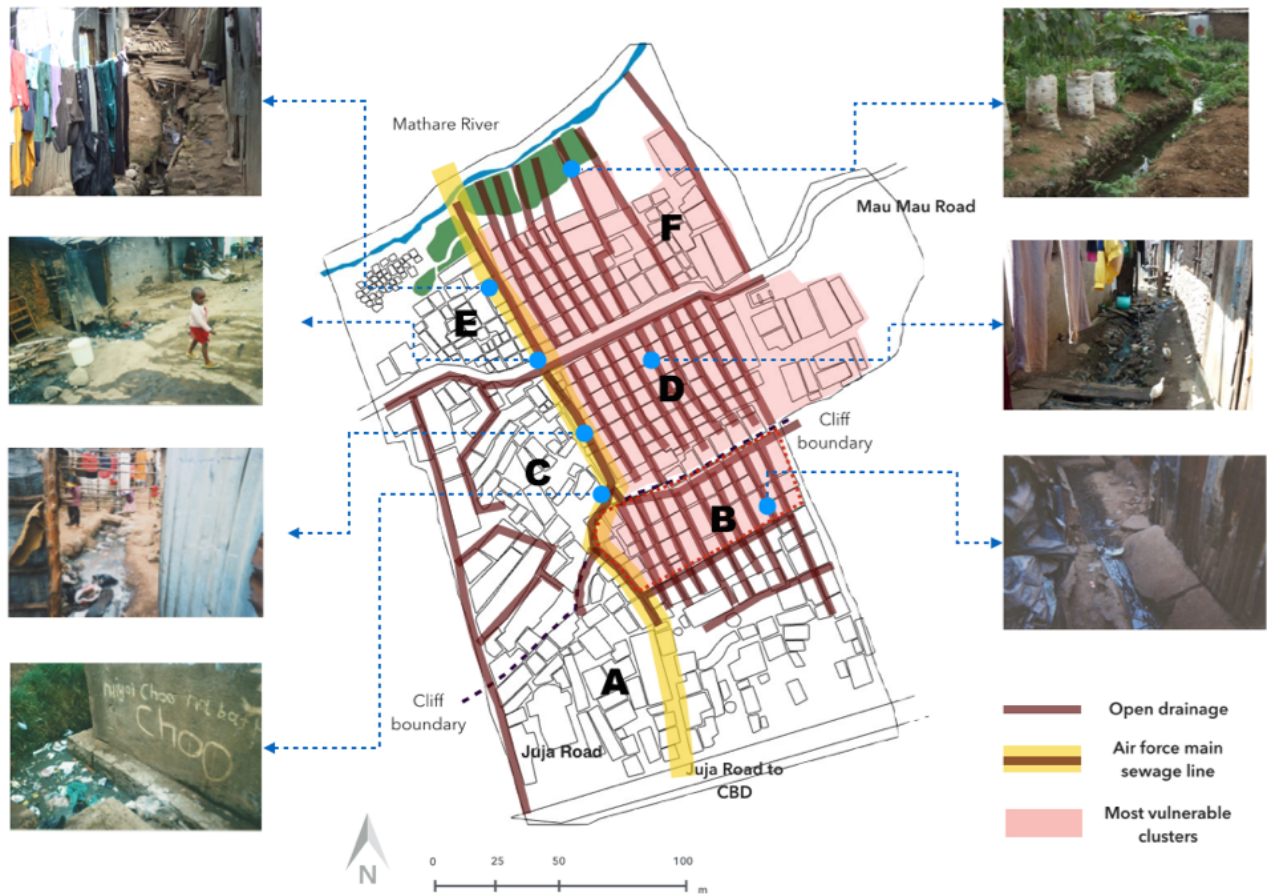 Mathare River
Mau Mau Road
F
E
D
Cliff
boundary
C
B
A
Cliff
boundary
Juja Road
Juja Road to
CBD
Choo
Choo
Open drainage
Air force main
sewage line
Most vulnerable
clusters
N
0 25 50 100
m